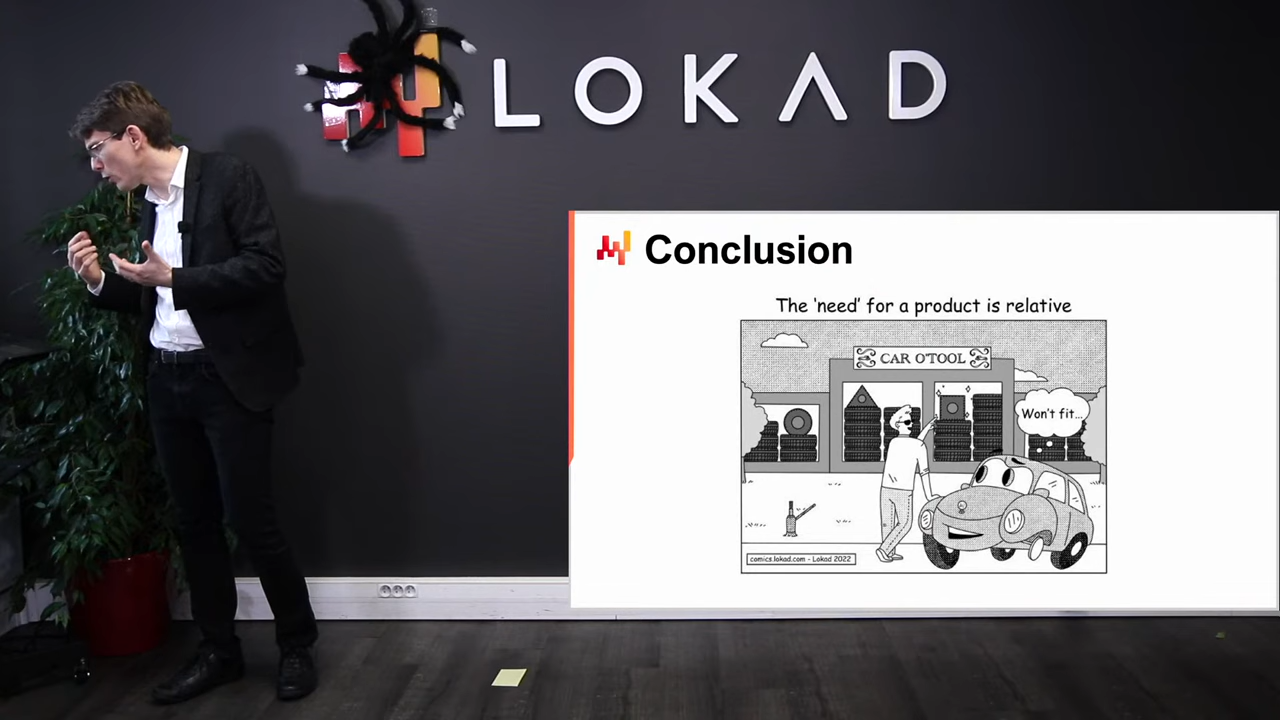 LOKAD
Conclusion
The 'need' for a product is relative
CAR O'TOOL
Won't fit...
comics.lokad.com - Lokad 2022